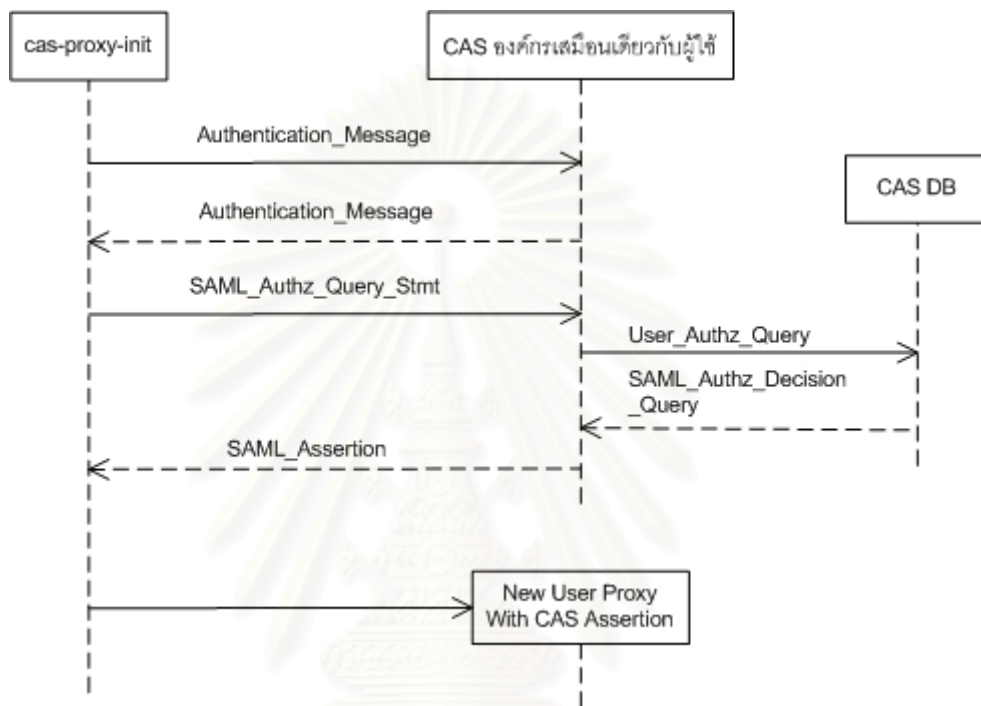 cas-proxy-init
CAS องค์กรเสมือนเดียวกับผู้ใช้
Authentication_Message
CAS DB
Authentication_Message
SAML_Authz_Query_Stmt
User_Authz_Query
SAML_Authz_Decision
_Query
SAML_Assertion
New User Proxy
With CAS Assertion